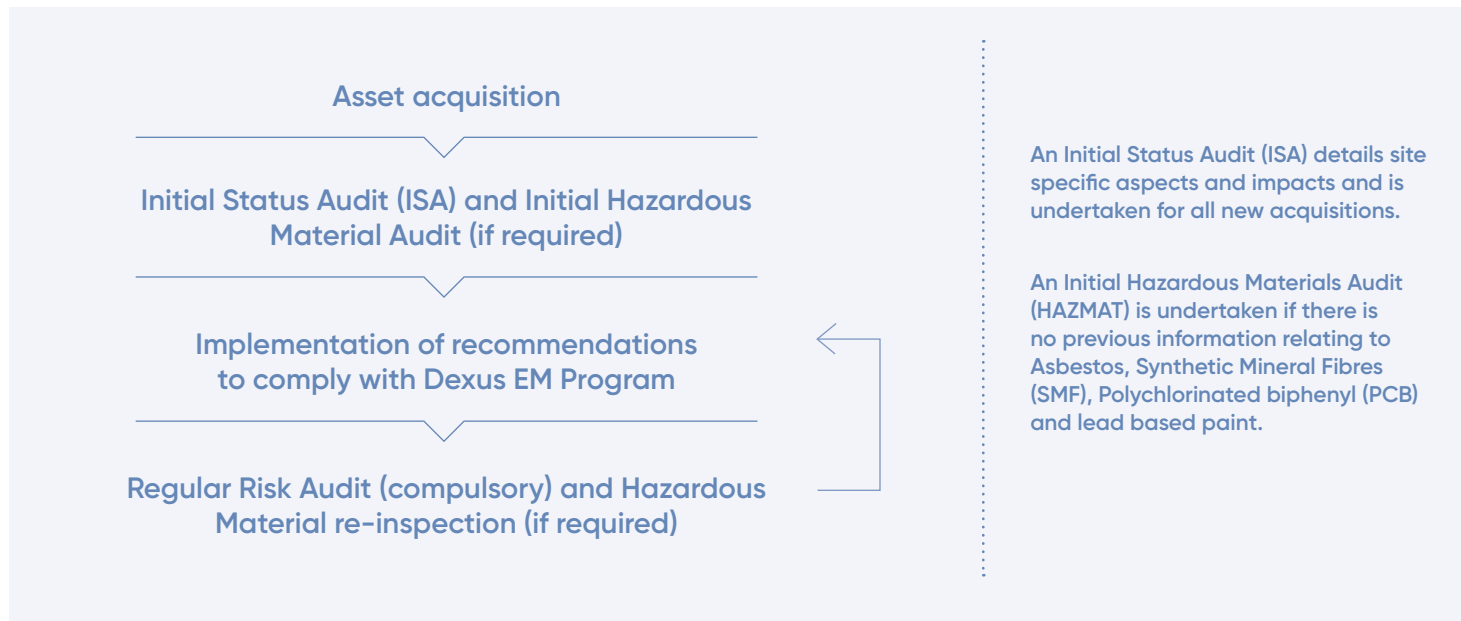 Asset acquisition
Initial Status Audit (ISA) and Initial Hazardous
Material Audit (if required)
Implementation of recommendations
to comply with Dexus EM Program
Regular Risk Audit (compulsory) and Hazardous
Material re-inspection (if required)
An Initial Status Audit (ISA) details site
specific aspects and impacts and is
undertaken for all new acquisitions.
An Initial Hazardous Materials Audit
(HAZMAT) is undertaken if there is
no previous information relating to
Asbestos, Synthetic Mineral Fibres
(SMF), Polychlorinated biphenyl (PCB)
and lead based paint.